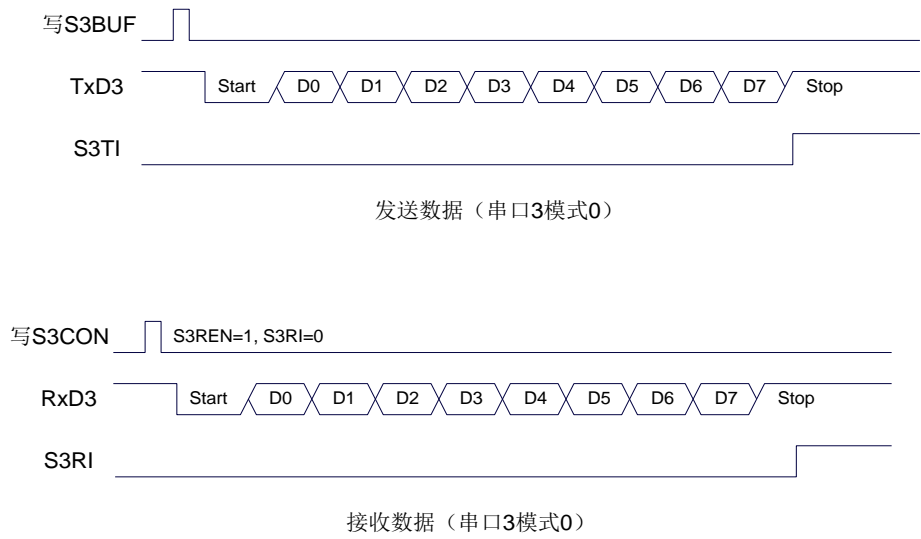 写S3BUF
TxD3 Start D0 D1 D2 D3 D4 D5 D6 D7 Stop
S3TI
发送数据（串口3模式0）
写S3CON S3REN=1, S3RI=0
RxD3 Start D0 D1 D2 D3 D4 D5 D6 D7 Stop
S3RI
接收数据（串口3模式0）